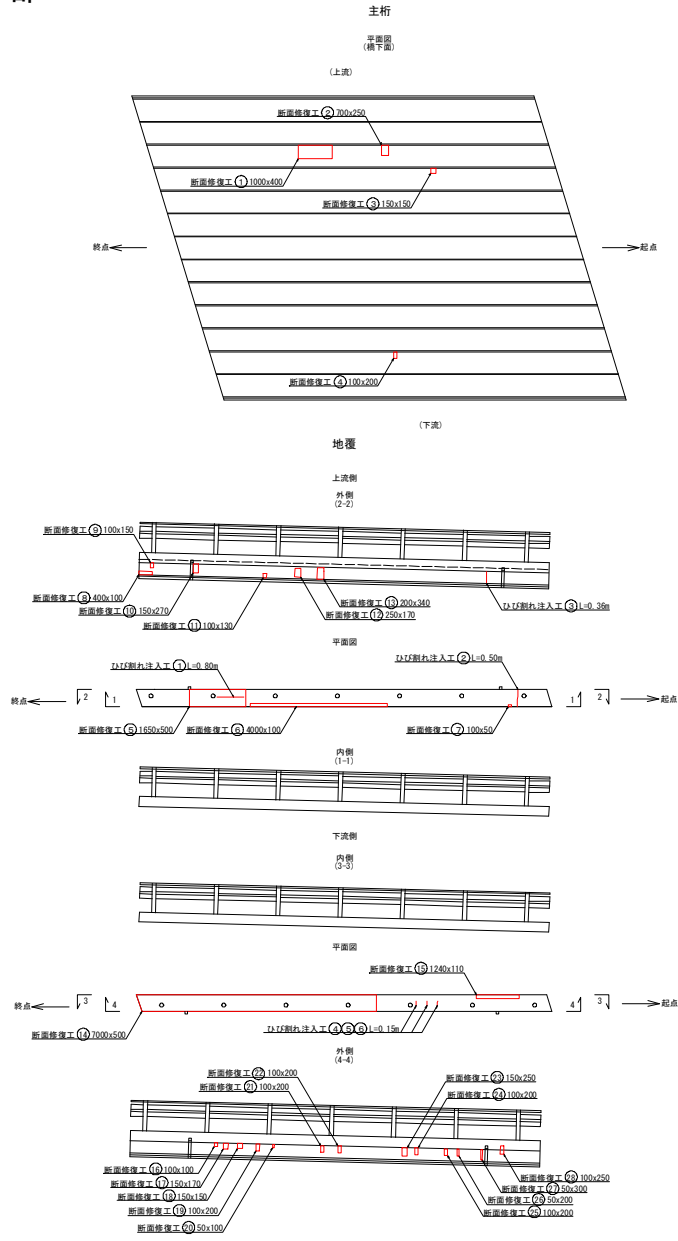 主桁
平面図
(橋下面)
(上流)
断面修復工②700x250
断面修復工①1000x400
断面修復工③150x150
終点
起点
断面修復工④100x200
(下流)
地覆
上流側
外側
(2-2)
断面修復工⑨100x150
断面修復工⑧400x100
断面修復工⑩150x270
断面修復工⑪100x130
断面修復工⑬200x340
断面修復工⑫250x170
ひび割れ注入工③L=0.36m
平面図
ひび割れ注入工①L=0.80m
ひび割れ注入工②L=0.50m
終点
2
1
1
2
起点
断面修復工⑤1650x500
断面修復工⑥4000x100
断面修復工⑦100x50
内側
(1-1)
下流側
内側
(3-3)
平面図
断面修復工⑮1240x110
終点
3
4
4
3
起点
断面修復工⑭7000x500
ひび割れ注入工④⑤⑥L=0.15m
外側
(4-4)
断面修復工㉒100x200
断面修復工㉑100x200
断面修復工㉓150x250
断面修復工㉔100x200
断面修復工⑯100x100
断面修復工⑰150x170
断面修復工⑱150x150
断面修復工⑲100x200
断面修復工⑳50x100
断面修復工㉘100x250
断面修復工㉗50x300
断面修復工㉖50x200
断面修復工㉕100x200